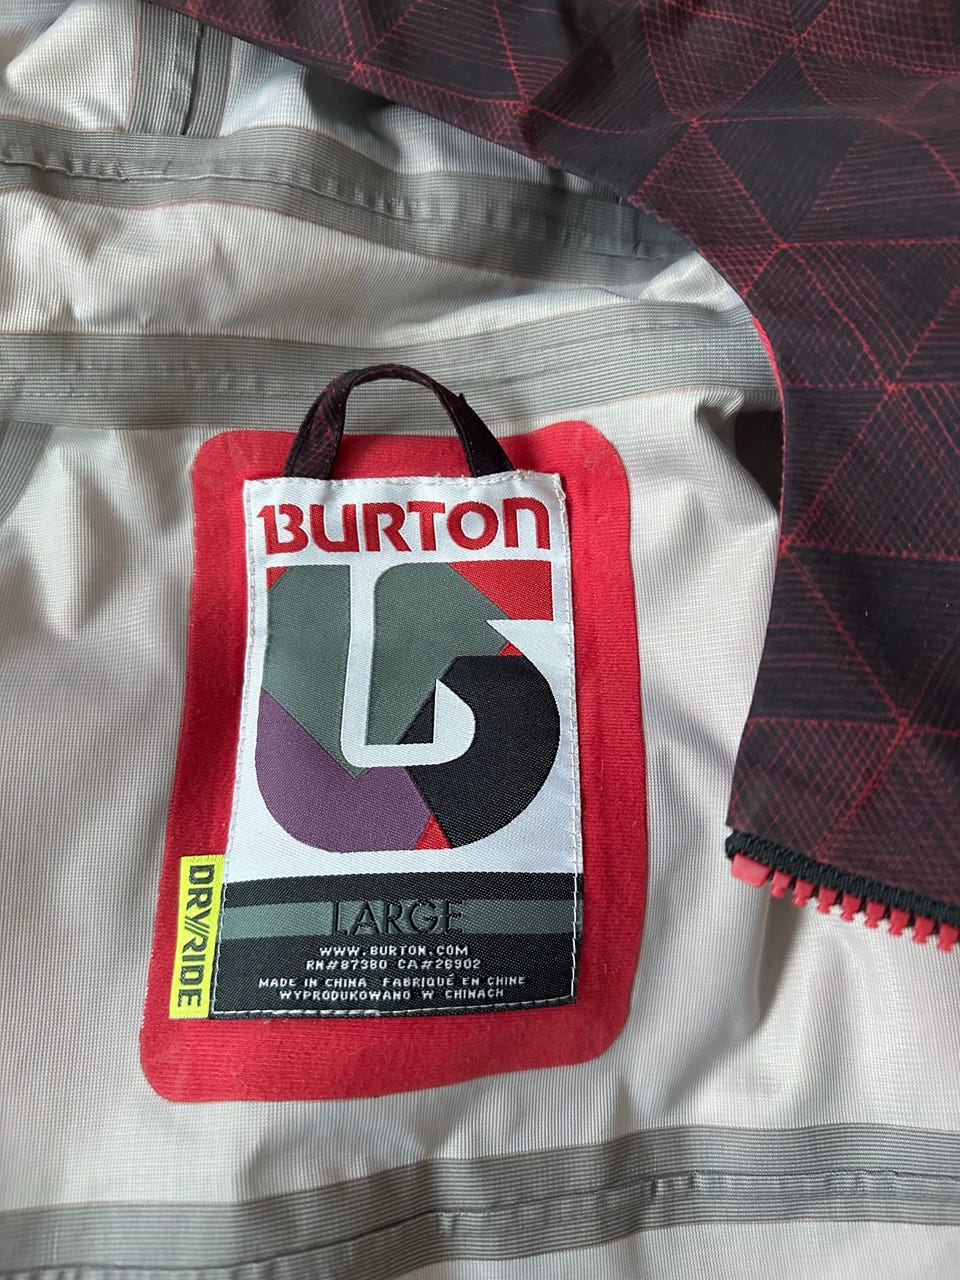 BURTON
LARGE
WWW.BURTON.COM
RN#87380 CA#26902
MADE IN CHINA FABRIQUÉ EN CHINE
WYPRODUKOWANO W CHINACH
DRY//RIDE